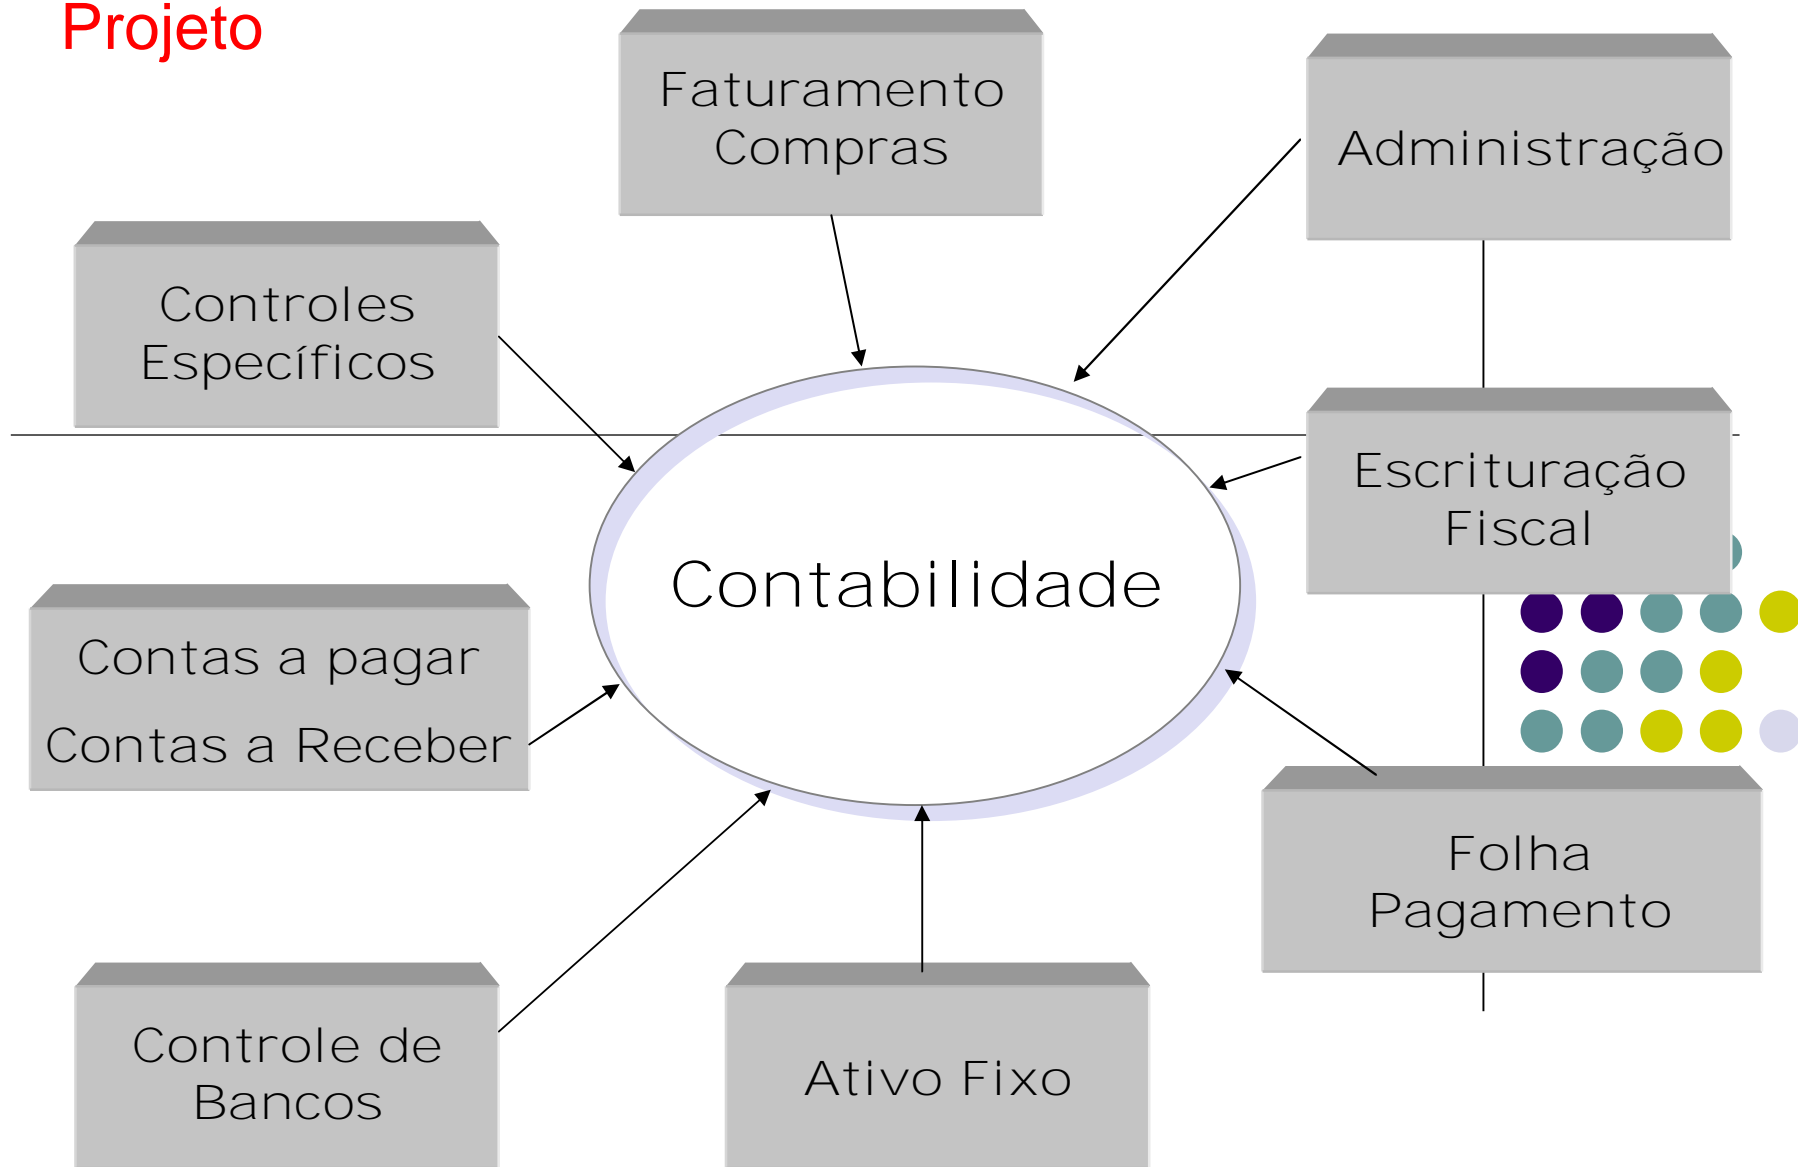 Projeto
Faturamento
Compras
Administração
Controles
Específicos
Escrituração
Fiscal
Contabilidade
Contas a pagar
Contas a Receber
Folha
Pagamento
Controle de
Bancos
Ativo Fixo